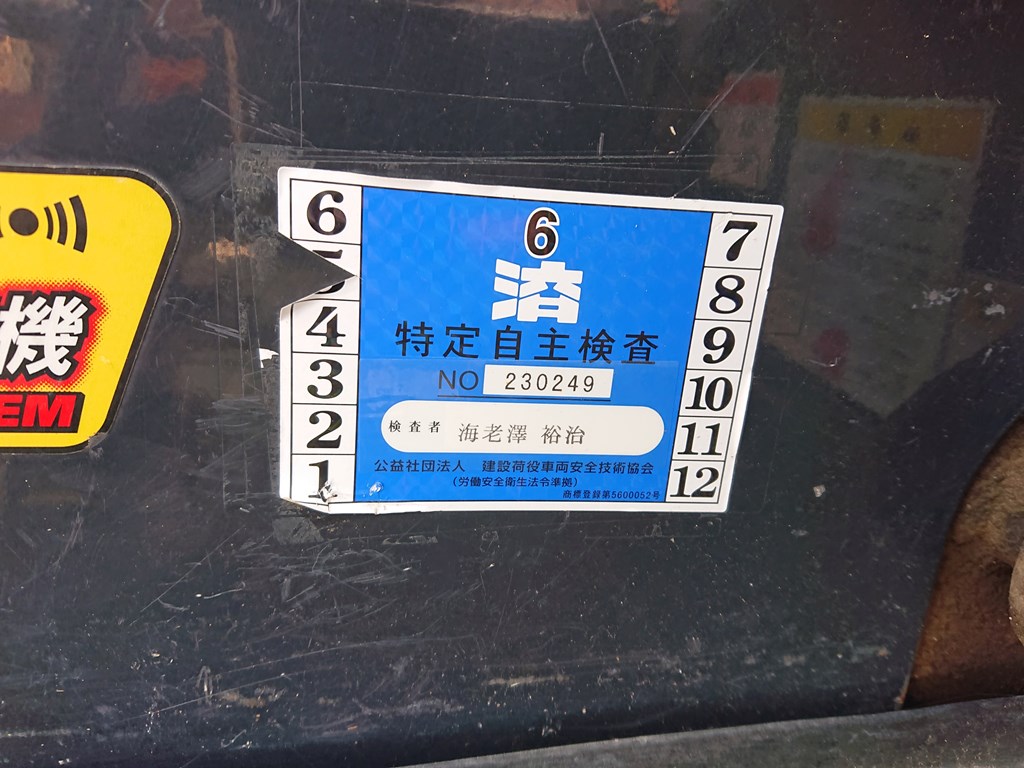 6
済
特定自主検査
NO 230249
検査者 海老澤 裕治
公益社団法人 建設荷役車両安全技術協会
(労働安全衛生法令準拠)
商標登録第5600052号
6
4
3
2
1
7
8
9
10
11
12
機
EM